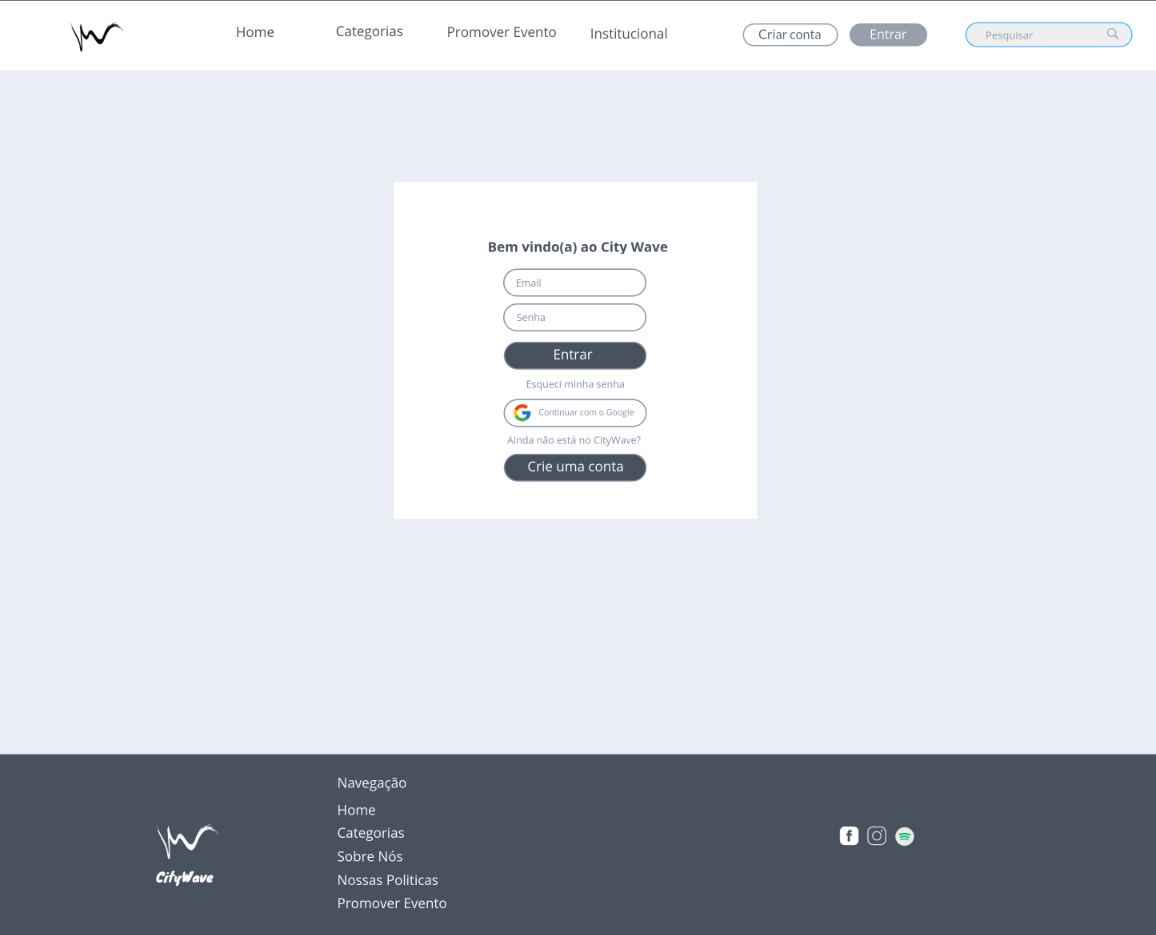 Home
Categorias
Promover Evento
Institucional
Criar conta
Entrar
Pesquisar
Bem vindo(a) ao City Wave
Email
Senha
Entrar
Esqueci minha senha
Continuar com o Google
Ainda não está no CityWave?
Crie uma conta
CityWave
Navegação
Home
Categorias
Sobre Nós
Nossas Politicas
Promover Evento